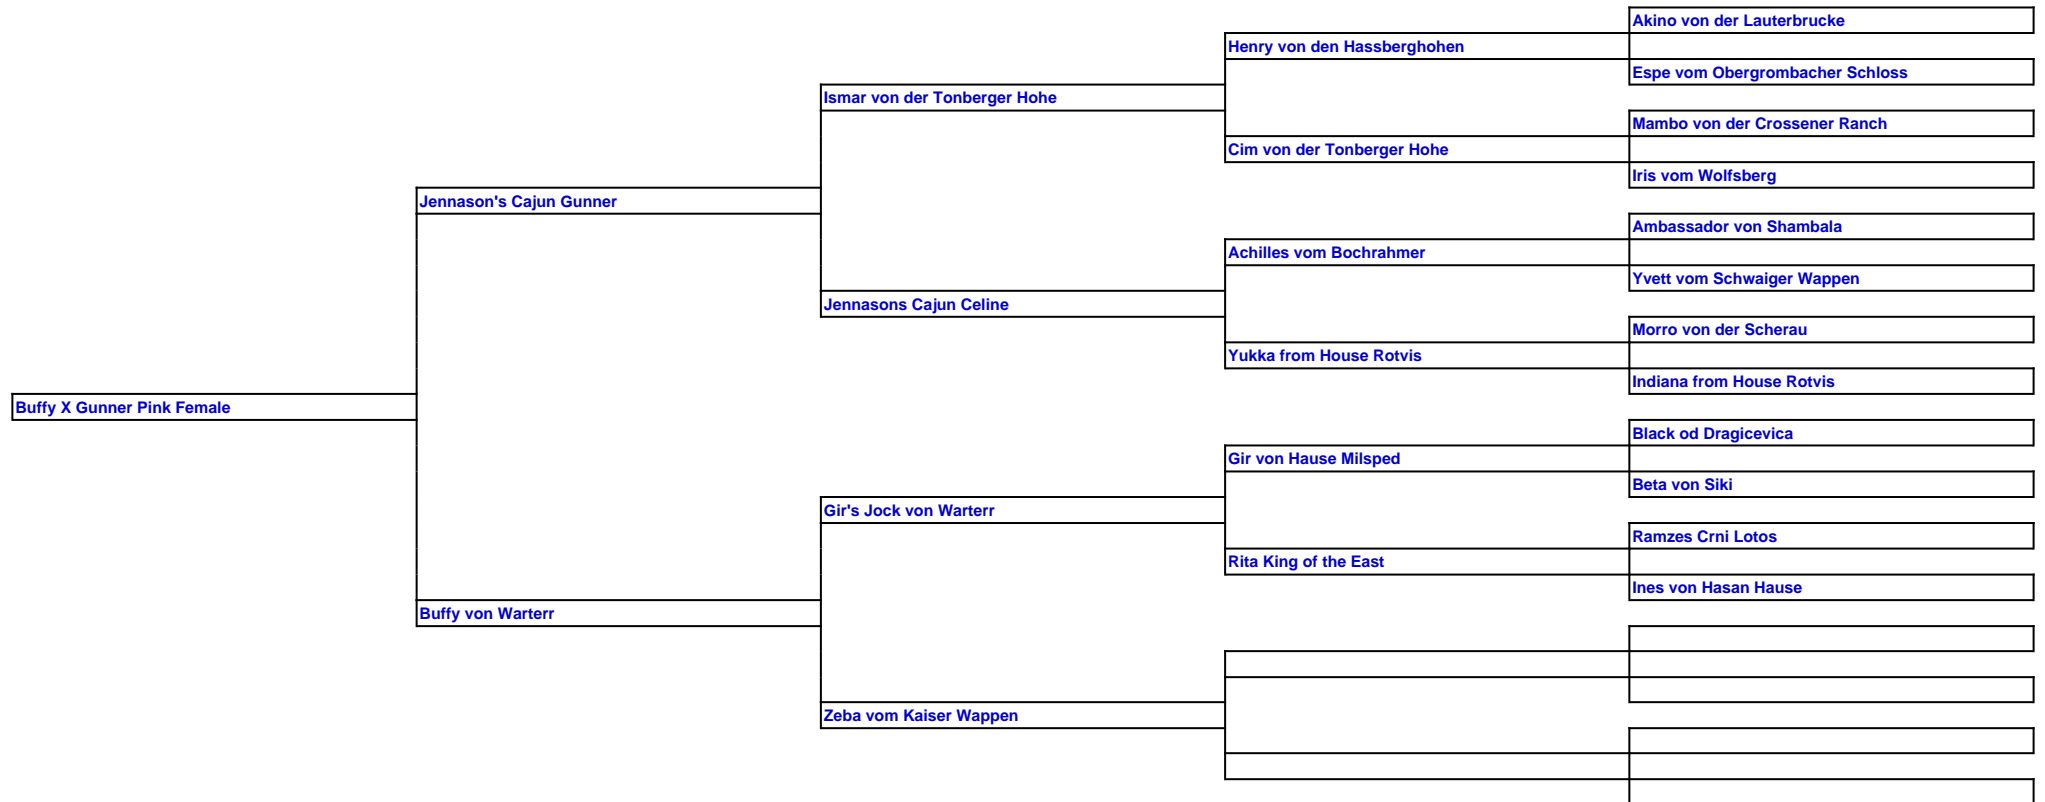 Akino von der Lauterbrucke
Henry von den Hassberghohen
Espe vom Obergrombacher Schloss
Ismar von der Tonberger Hohe
Mambo von der Crossener Ranch
Cim von der Tonberger Hohe
Iris vom Wolfsberg
Jennason's Cajun Gunner
Ambassador von Shambala
Achilles vom Bochrahmer
Yvett vom Schwaiger Wappen
Jennasons Cajun Celine
Morro von der Scherau
Yukka from House Rotvis
Indiana from House Rotvis
Buffy X Gunner Pink Female
Black od Dragicevica
Gir von Hause Milsped
Beta von Siki
Gir's Jock von Warterr
Ramzes Crni Lotos
Rita King of the East
Ines von Hasan Hause
Buffy von Warterr
Zeba vom Kaiser Wappen